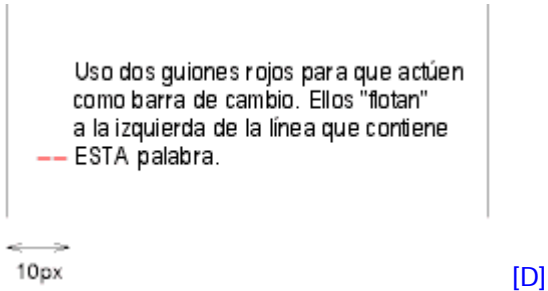 Uso dos guiones rojos para que actúen
como barra de cambio. Ellos "flotan"
a la izquierda de la línea que contiene
-- ESTA palabra.
10px
[D]